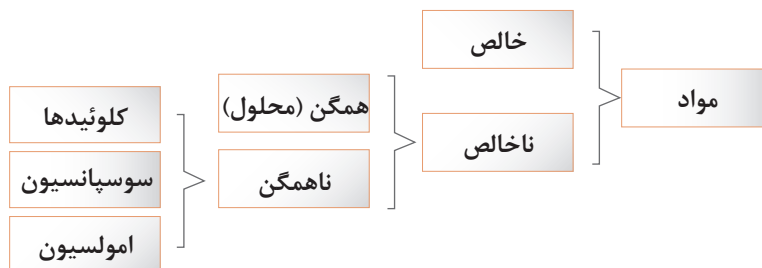 مواد
خالص
ناخالص
همگن (محلول)
ناهمگن
کلوئیدها
سوسپانسیون
امولسیون